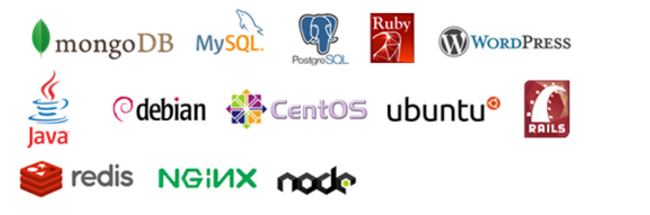 mongoDB MySQL PostgreSQL Ruby WORDPRESS
Java debian CentOS ubuntu RAILS
redis NGINX node